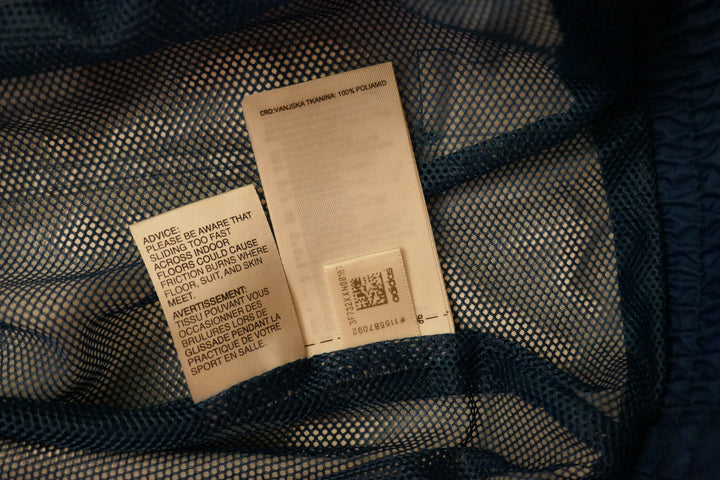 CRO:VANJSKA TKANINA: 100% POLIAMID
ADVICE:
PLEASE BE AWARE THAT
SLIDING TOO FAST
ACROSS INDOOR
FLOORS COULD CAUSE
FRICTION BURNS WHERE
FLOOR, SUIT, AND SKIN
MEET.
AVERTISSEMENT:
TISSU POUVANT VOUS
OCCASIONNER DES
BRULURES LORS DE
GLISSADE PENDANT LA
PRATIQUE DE VOTRE
SPORT EN SALLE.
adidas
#115587092